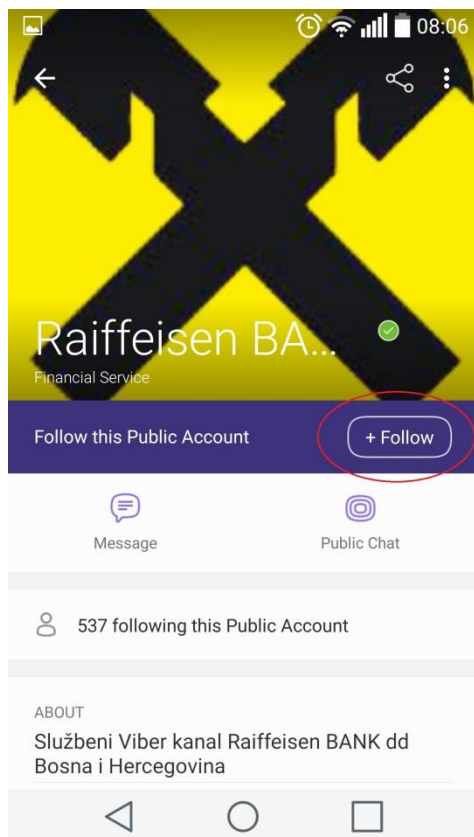 08:06
Raiffeisen BA...
Financial Service
Follow this Public Account
+ Follow
Message
Public Chat
537 following this Public Account
ABOUT
Službeni Viber kanal Raiffeisen BANK dd
Bosna i Hercegovina